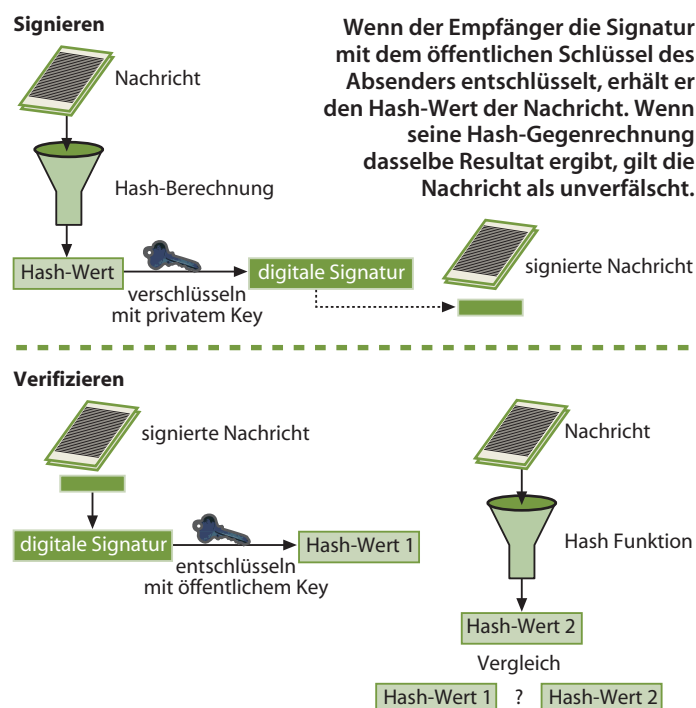 Signieren
Wenn der Empfänger die Signatur
mit dem öffentlichen Schlüssel des
Absenders entschlüsselt, erhält er
den Hash-Wert der Nachricht. Wenn
seine Hash-Gegenrechnung
dasselbe Resultat ergibt, gilt die
Nachricht als unverfälscht.
Nachricht
Hash-Berechnung
Hash-Wert
verschlüsseln
mit privatem Key
digitale Signatur
signierte Nachricht
Verifizieren
signierte Nachricht
digitale Signatur
entschlüsseln
mit öffentlichem Key
Hash-Wert 1
Nachricht
Hash Funktion
Hash-Wert 2
Vergleich
Hash-Wert 1 ? Hash-Wert 2